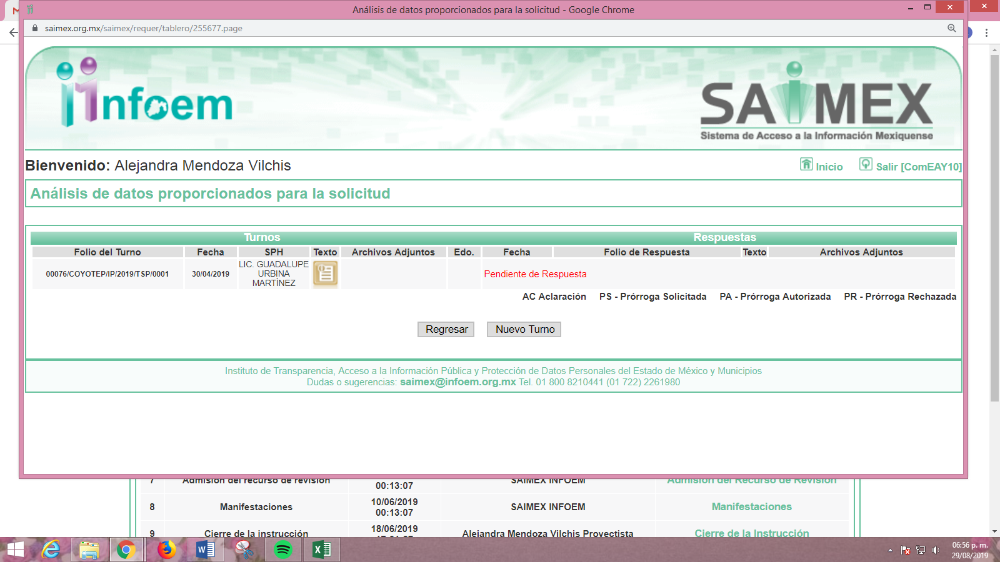 Análisis de datos proporcionados para la solicitud - Google Chrome
saimex.org.mx/saimex/requer/tablero/255677.page
infoem
SAIMEX
Sistema de Acceso a la Información Mexiquense
Bienvenido: Alejandra Mendoza Vilchis
Inicio Salir [ComEAY10]
Análisis de datos proporcionados para la solicitud
Turnos Respuestas
Folio del Turno Fecha SPH Texto Archivos Adjuntos Edo. Fecha Folio de Respuesta Texto Archivos Adjuntos
00076/COYOTEP/IP/2019/TSP/0001 30/04/2019 LIC. GUADALUPE URBINA MARTÌNEZ Pendiente de Respuesta
AC Aclaración PS - Prórroga Solicitada PA - Prórroga Autorizada PR - Prórroga Rechazada
Regresar Nuevo Turno
Instituto de Transparencia, Acceso a la Información Pública y Protección de Datos Personales del Estado de México y Municipios
Dudas o sugerencias: saimex@infoem.org.mx Tel. 01 800 8210441 (01 722) 2261980
7 Admisión del recurso de revisión 00:13:07 SAIMEX INFOEM Admisión del Recurso de Revisión
8 Manifestaciones 10/06/2019 00:13:07 SAIMEX INFOEM Manifestaciones
9 Cierre de la instrucción 18/06/2019 Alejandra Mendoza Vilchis Proyectista Cierre de la Instrucción
06:56 p. m.
29/08/2019